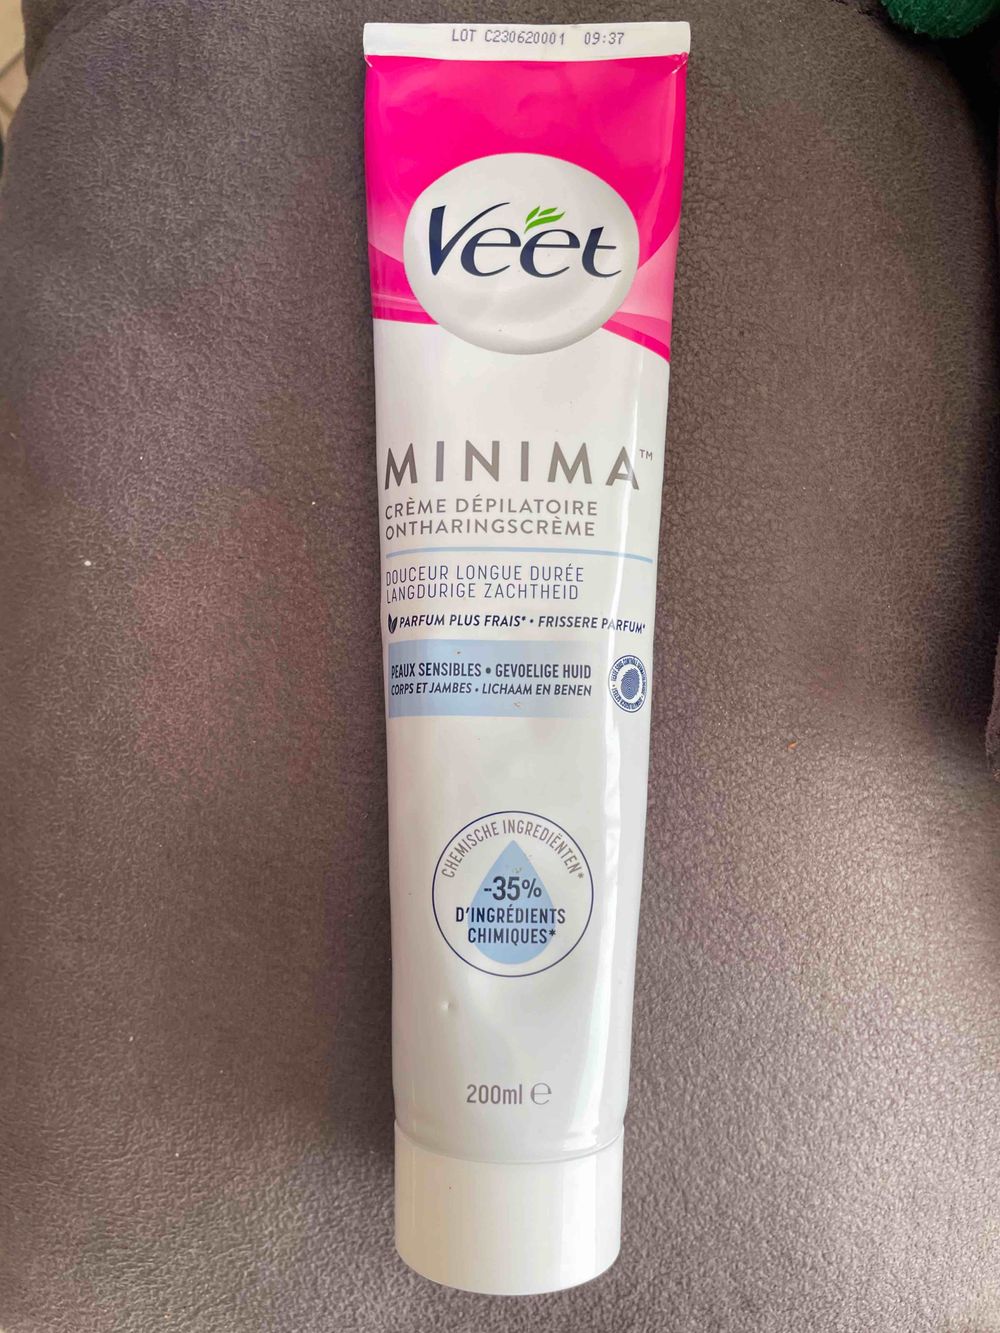 LOT C230620001 09:37
Veet
MINIMA™
CRÈME DÉPILATOIRE
ONTHARINGSCRÈME
DOUCEUR LONGUE DURÉE
LANGDURIGE ZACHTHEID
PARFUM PLUS FRAIS* • FRISSERE PARFUM*
PEAUX SENSIBLES • GEVOELIGE HUID
CORPS ET JAMBES • LICHAAM EN BENEN
CHEMISCHE INGREDIËNTEN*
-35%
D'INGRÉDIENTS
CHIMIQUES*
200ml ℮